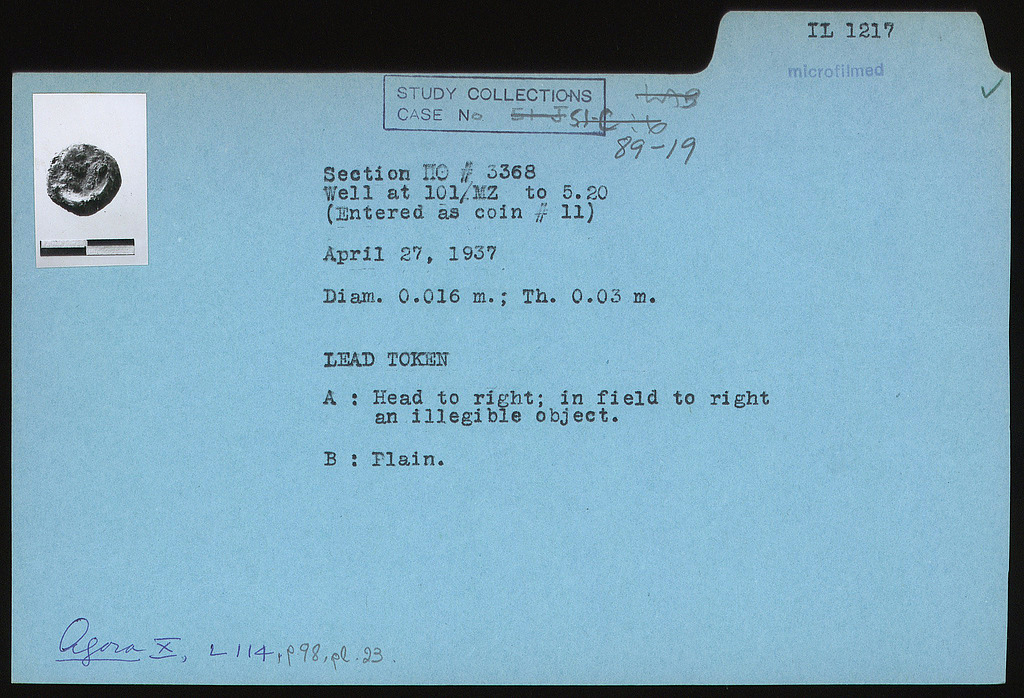 IL 1217
microfilmed
STUDY COLLECTIONS
CASE No 51-C
89-19
Section # 3368
Well at 101/MZ to 5.20
(Entered as coin # 11)
April 27, 1937
Diam. 0.016 m.; Th. 0.03 m.
LEAD TOKEN
A : Head to right; in field to right
an illegible object.
B : Plain.
Agora X, L 114, p 98, pl. 23.